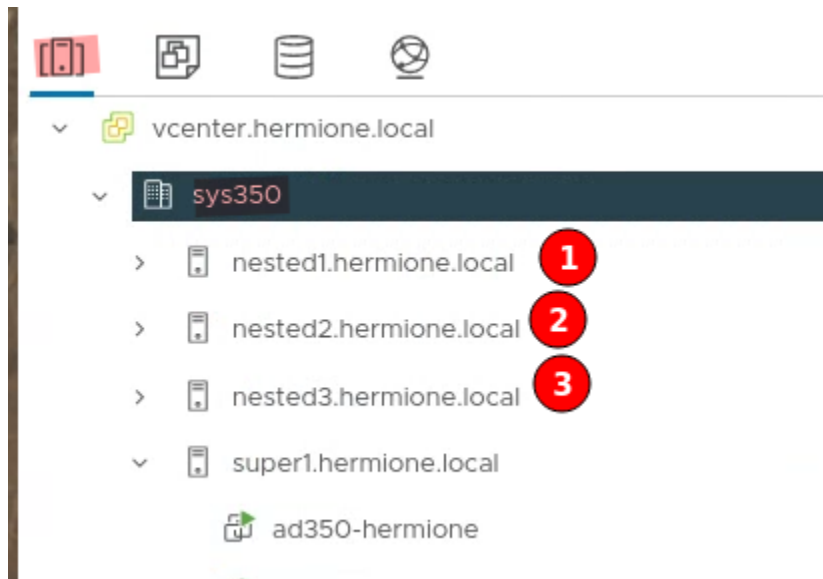 vcenter.hermione.local
sys350
nested1.hermione.local 1
nested2.hermione.local 2
nested3.hermione.local 3
super1.hermione.local
ad350-hermione